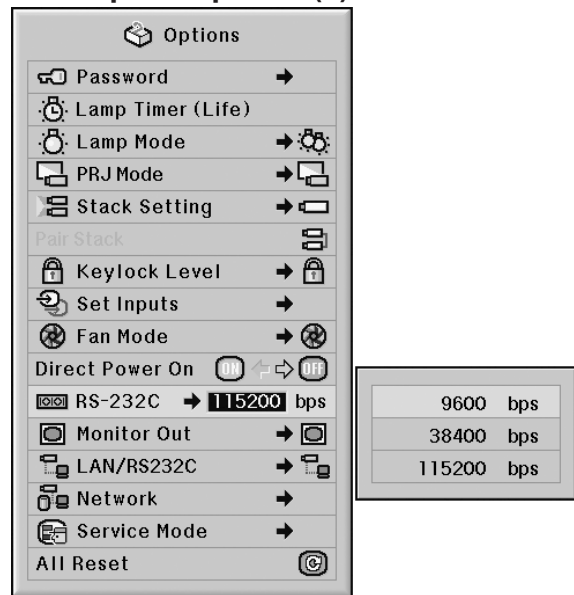 Options
Password
Lamp Timer (Life)
Lamp Mode
PRJ Mode
Stack Setting
Pair Stack
Keylock Level
Set Inputs
Fan Mode
Direct Power On ON OFF
RS-232C 115200 bps
Monitor Out
LAN/RS232C
Network
Service Mode
All Reset
9600 bps
38400 bps
115200 bps